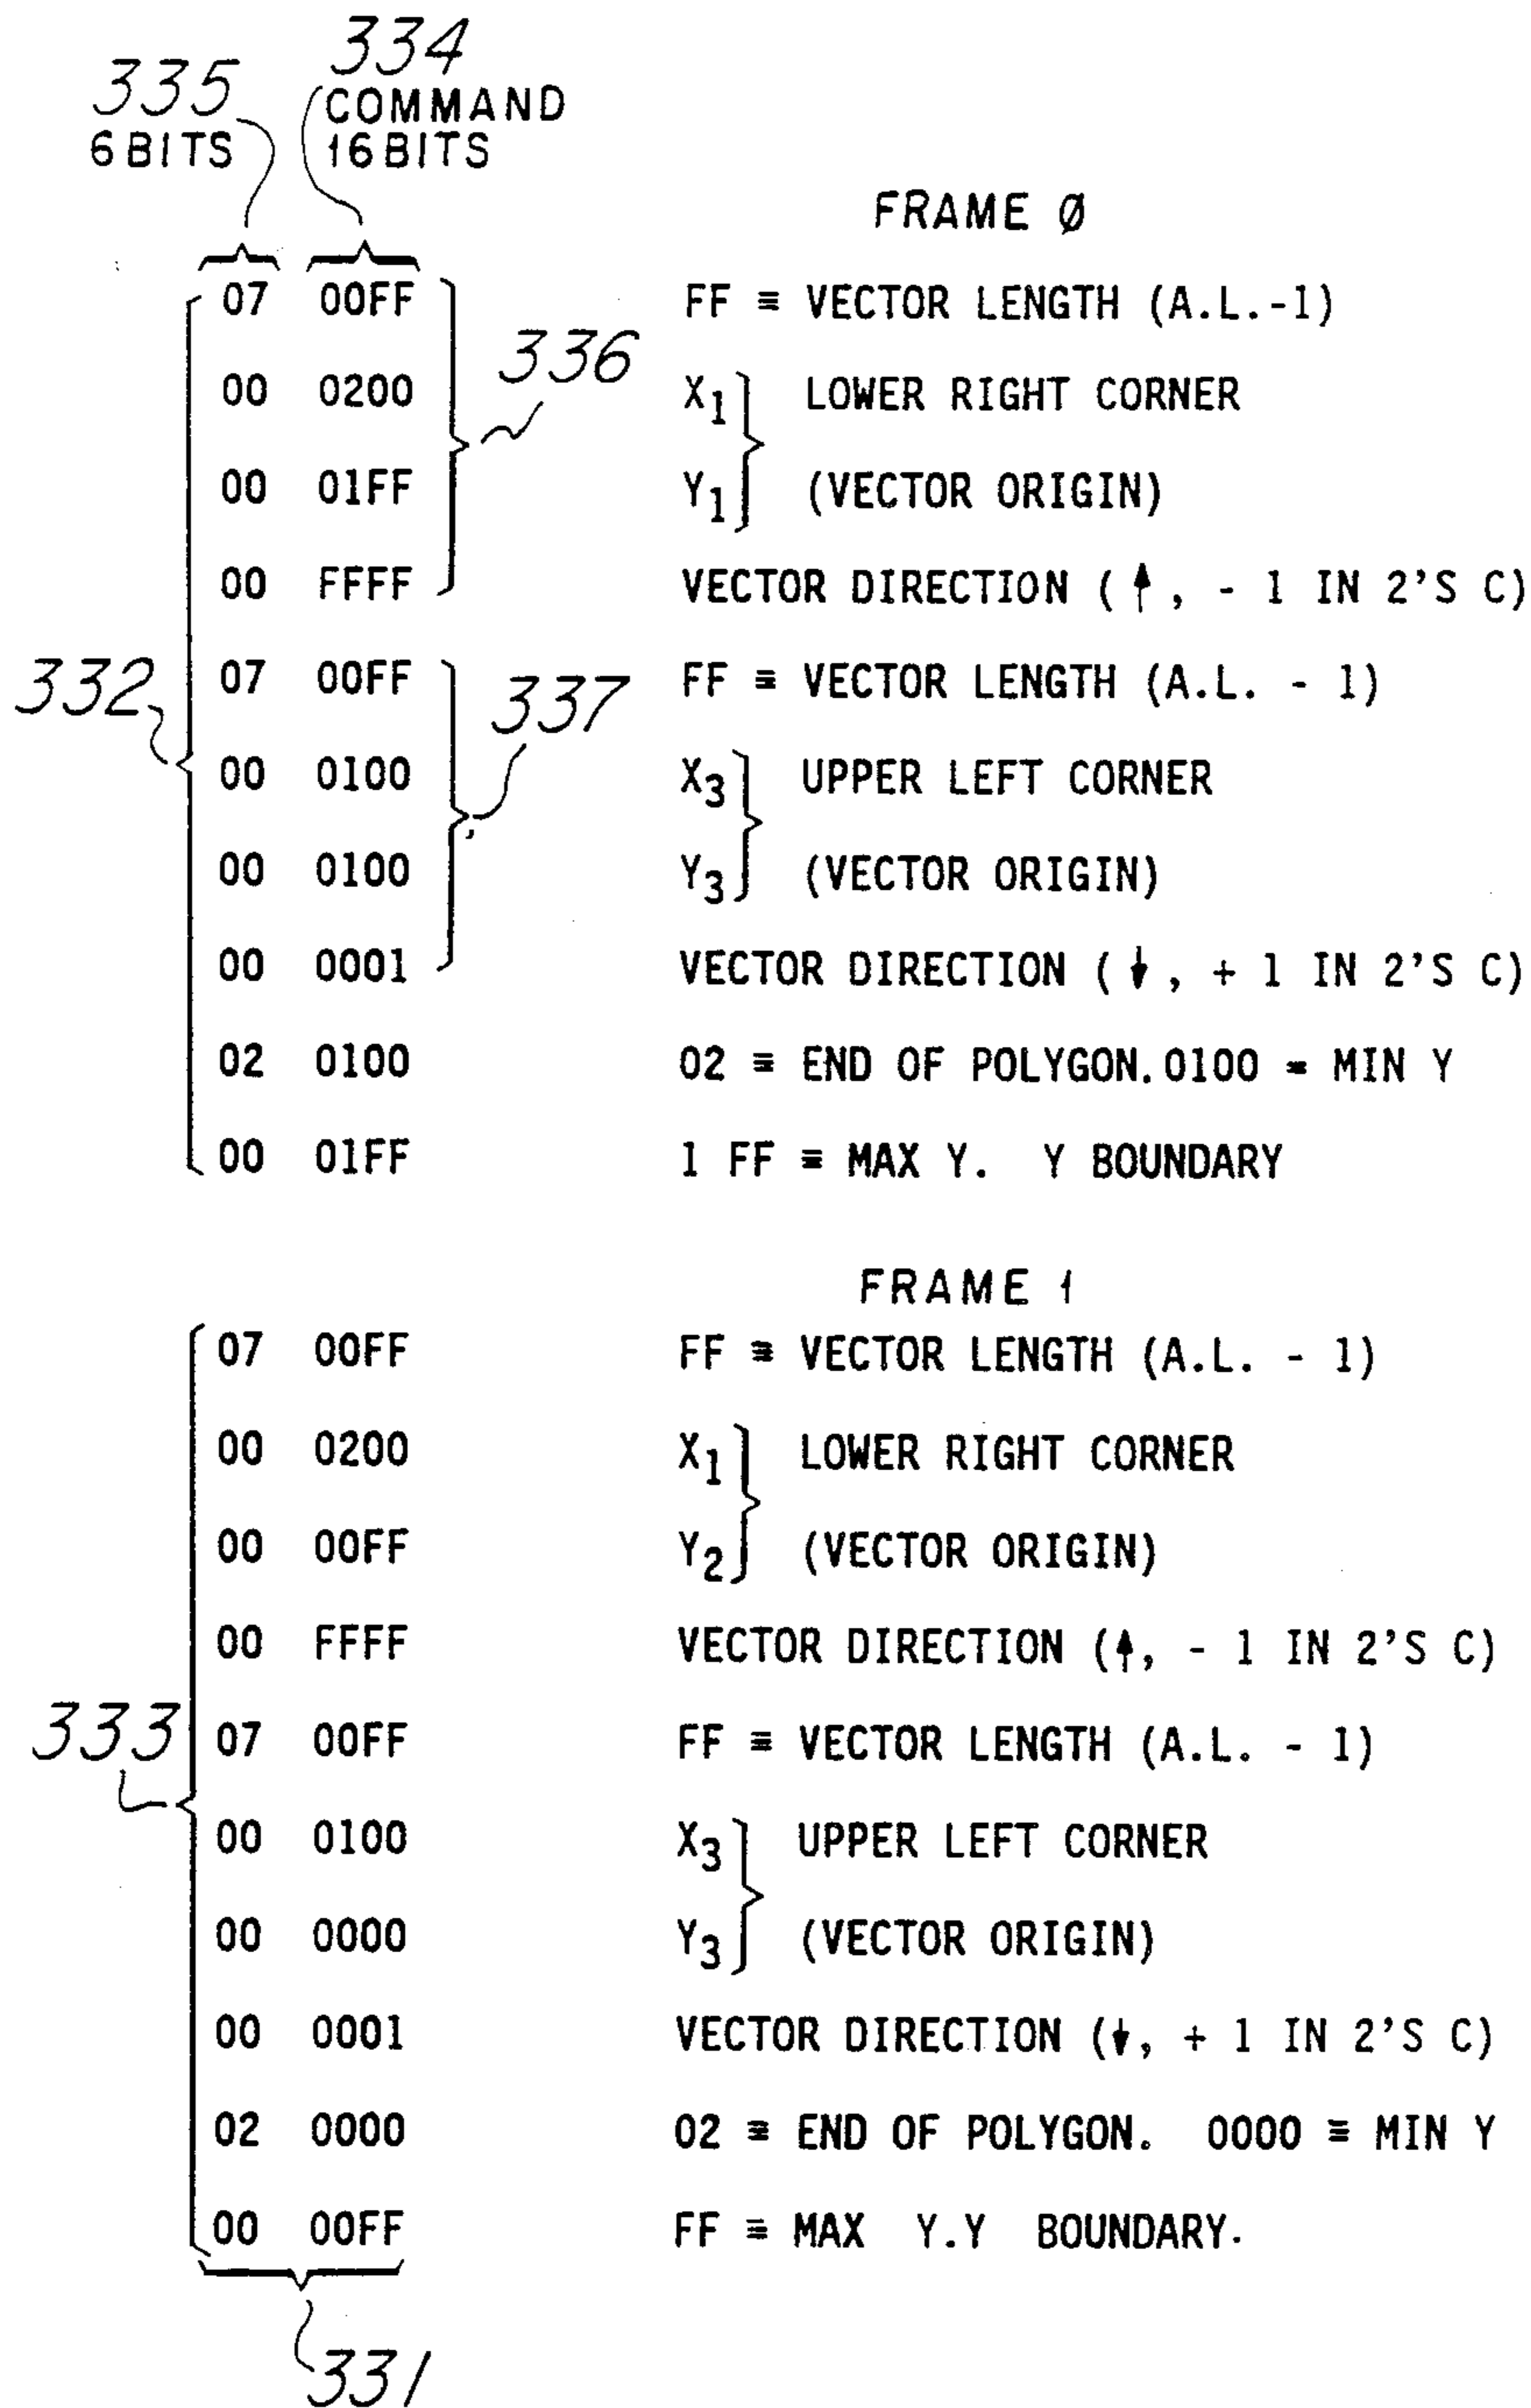 334
335 COMMAND
6 BITS 16 BITS
FRAME Ø
07 00FF FF ≡ VECTOR LENGTH (A.L.-1)
336
00 0200 X1 LOWER RIGHT CORNER
00 01FF Y1 (VECTOR ORIGIN)
00 FFFF VECTOR DIRECTION (↑, - 1 IN 2'S C)
332 07 00FF FF ≡ VECTOR LENGTH (A.L. - 1)
337
00 0100 X3 UPPER LEFT CORNER
00 0100 Y3 (VECTOR ORIGIN)
00 0001 VECTOR DIRECTION (↓, + 1 IN 2'S C)
02 0100 02 ≡ END OF POLYGON. 0100 = MIN Y
00 01FF 1 FF ≡ MAX Y. Y BOUNDARY
FRAME 1
07 00FF FF ≡ VECTOR LENGTH (A.L. - 1)
00 0200 X1 LOWER RIGHT CORNER
00 00FF Y2 (VECTOR ORIGIN)
00 FFFF VECTOR DIRECTION (↑, - 1 IN 2'S C)
333 07 00FF FF ≡ VECTOR LENGTH (A.L. - 1)
00 0100 X3 UPPER LEFT CORNER
00 0000 Y3 (VECTOR ORIGIN)
00 0001 VECTOR DIRECTION (↓, + 1 IN 2'S C)
02 0000 02 ≡ END OF POLYGON. 0000 ≡ MIN Y
00 00FF FF ≡ MAX Y.Y BOUNDARY.
331